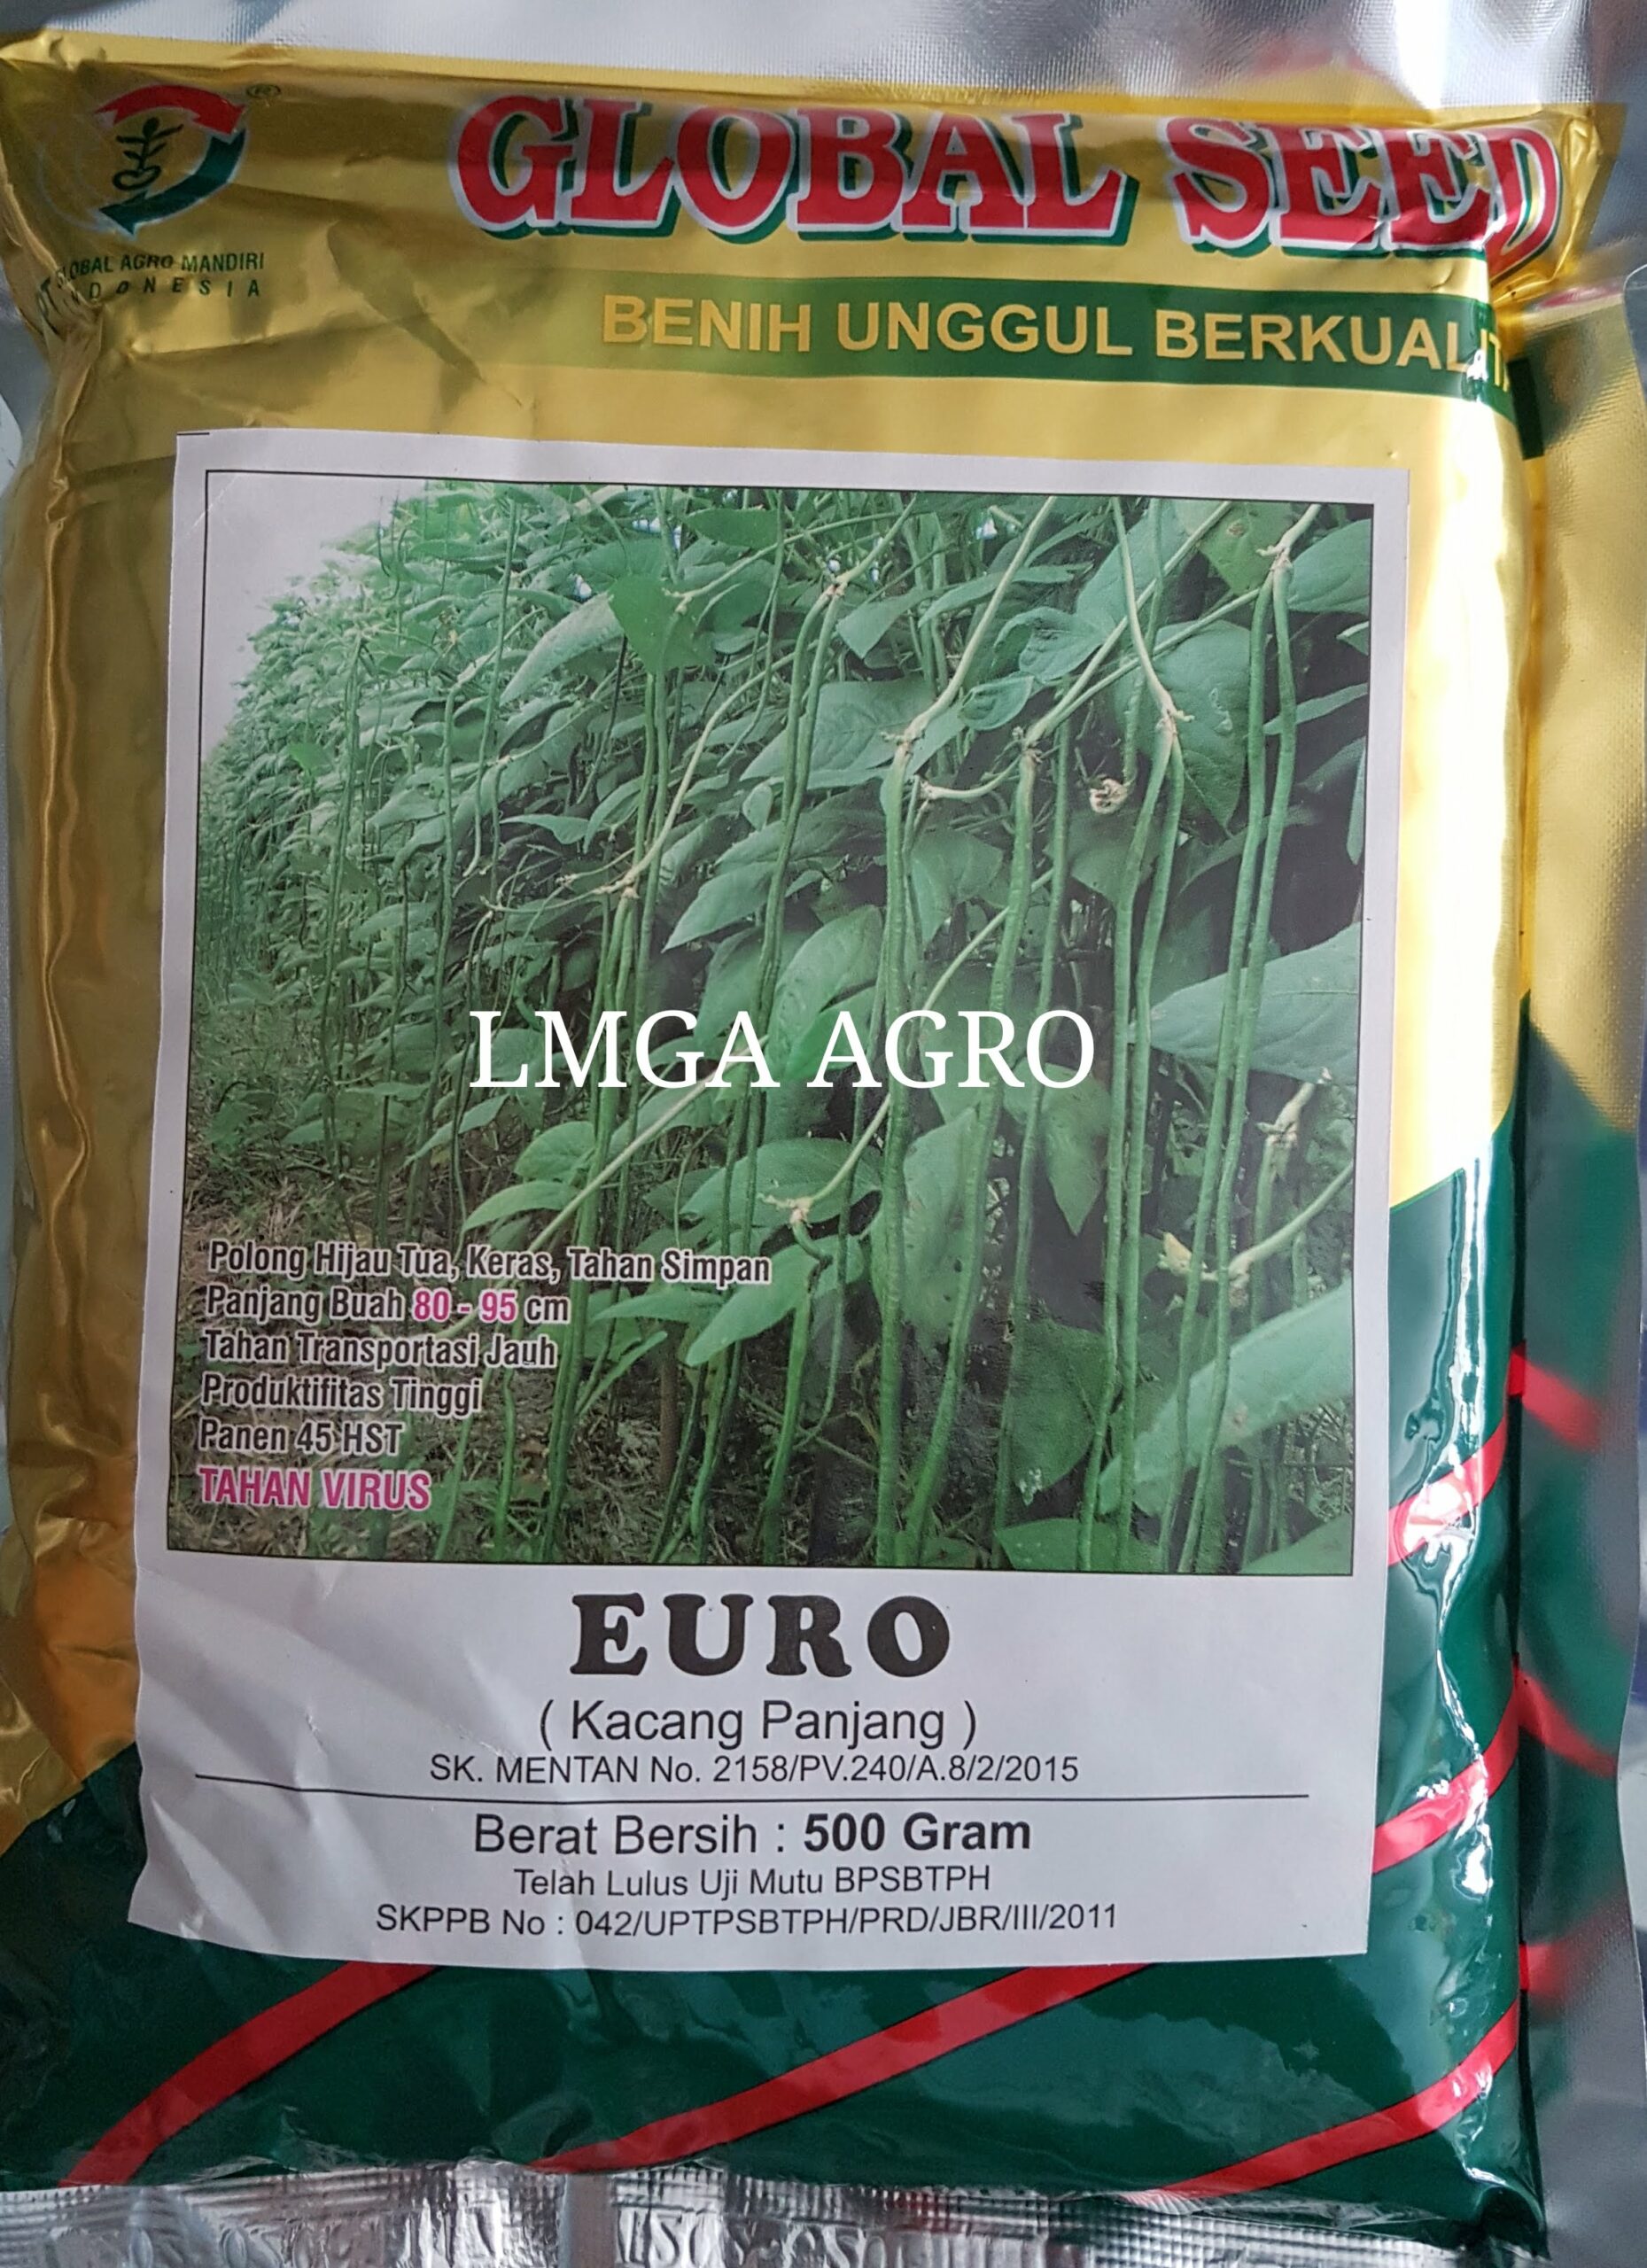 GLOBAL SEED
GLOBAL AGRO MANDIRI
INDONESIA
BENIH UNGGUL
LMGA AGRO
Polong Hijau Tua, Keras, Tahan Simpan
Panjang Buah 80 - 95 cm
Tahan Transportasi Jauh
Produktifitas Tinggi
Panen 45 HST
TAHAN VIRUS
EURO
( Kacang Panjang )
SK. MENTAN No. 2158/PV.240/A.8/2/2015
Berat Bersih : 500 Gram
Telah Lulus Uji Mutu BPSBTPH
SKPPB No : 042/UPTPSBTPH/PRD/JBR/III/2011